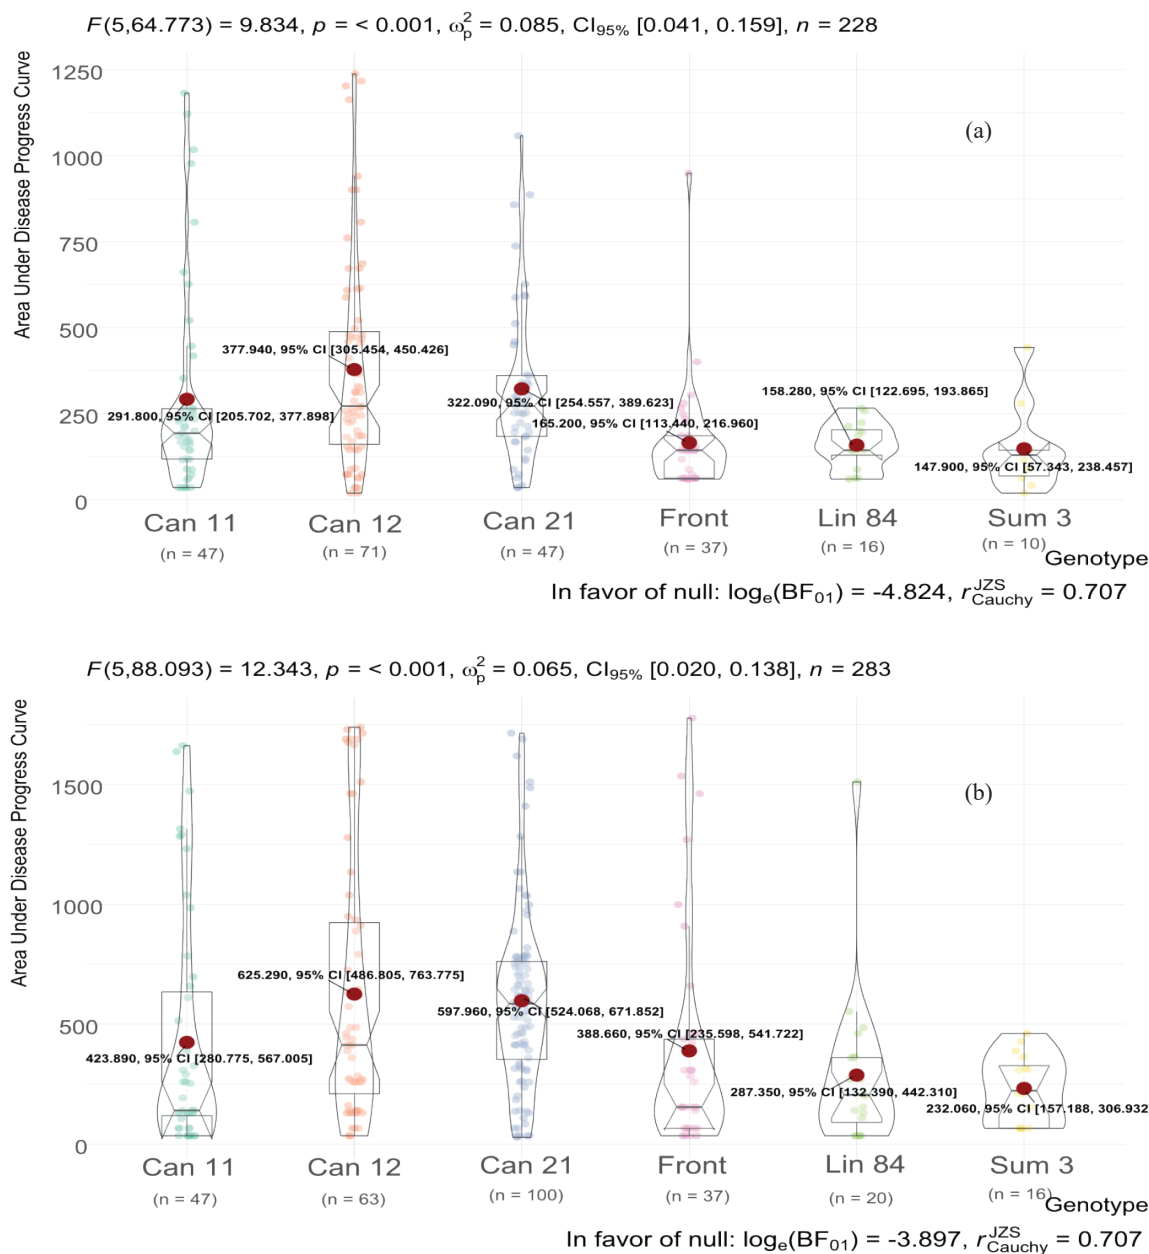 F(5,64.773) = 9.834, p = < 0.001, ω²p = 0.085, CI95% [0.041, 0.159], n = 228
Area Under Disease Progress Curve
1250
1000
750
500
250
0
(a)
377.940, 95% CI [305.454, 450.426]
291.800, 95% CI [205.702, 377.898]
322.090, 95% CI [254.557, 389.623]
165.200, 95% CI [113.440, 216.960]
158.280, 95% CI [122.695, 193.865]
147.900, 95% CI [57.343, 238.457]
Can 11 Can 12 Can 21 Front Lin 84 Sum 3
(n = 47) (n = 71) (n = 47) (n = 37) (n = 16) (n = 10)
Genotype
In favor of null: loge(BF01) = -4.824, rJZSCauchy = 0.707
F(5,88.093) = 12.343, p = < 0.001, ω²p = 0.065, CI95% [0.020, 0.138], n = 283
Area Under Disease Progress Curve
1500
1000
500
0
(b)
625.290, 95% CI [486.805, 763.775]
597.960, 95% CI [524.068, 671.852]
388.660, 95% CI [235.598, 541.722]
423.890, 95% CI [280.775, 567.005]
287.350, 95% CI [132.390, 442.310]
232.060, 95% CI [157.188, 306.932
Can 11 Can 12 Can 21 Front Lin 84 Sum 3
(n = 47) (n = 63) (n = 100) (n = 37) (n = 20) (n = 16)
Genotype
In favor of null: loge(BF01) = -3.897, rJZSCauchy = 0.707